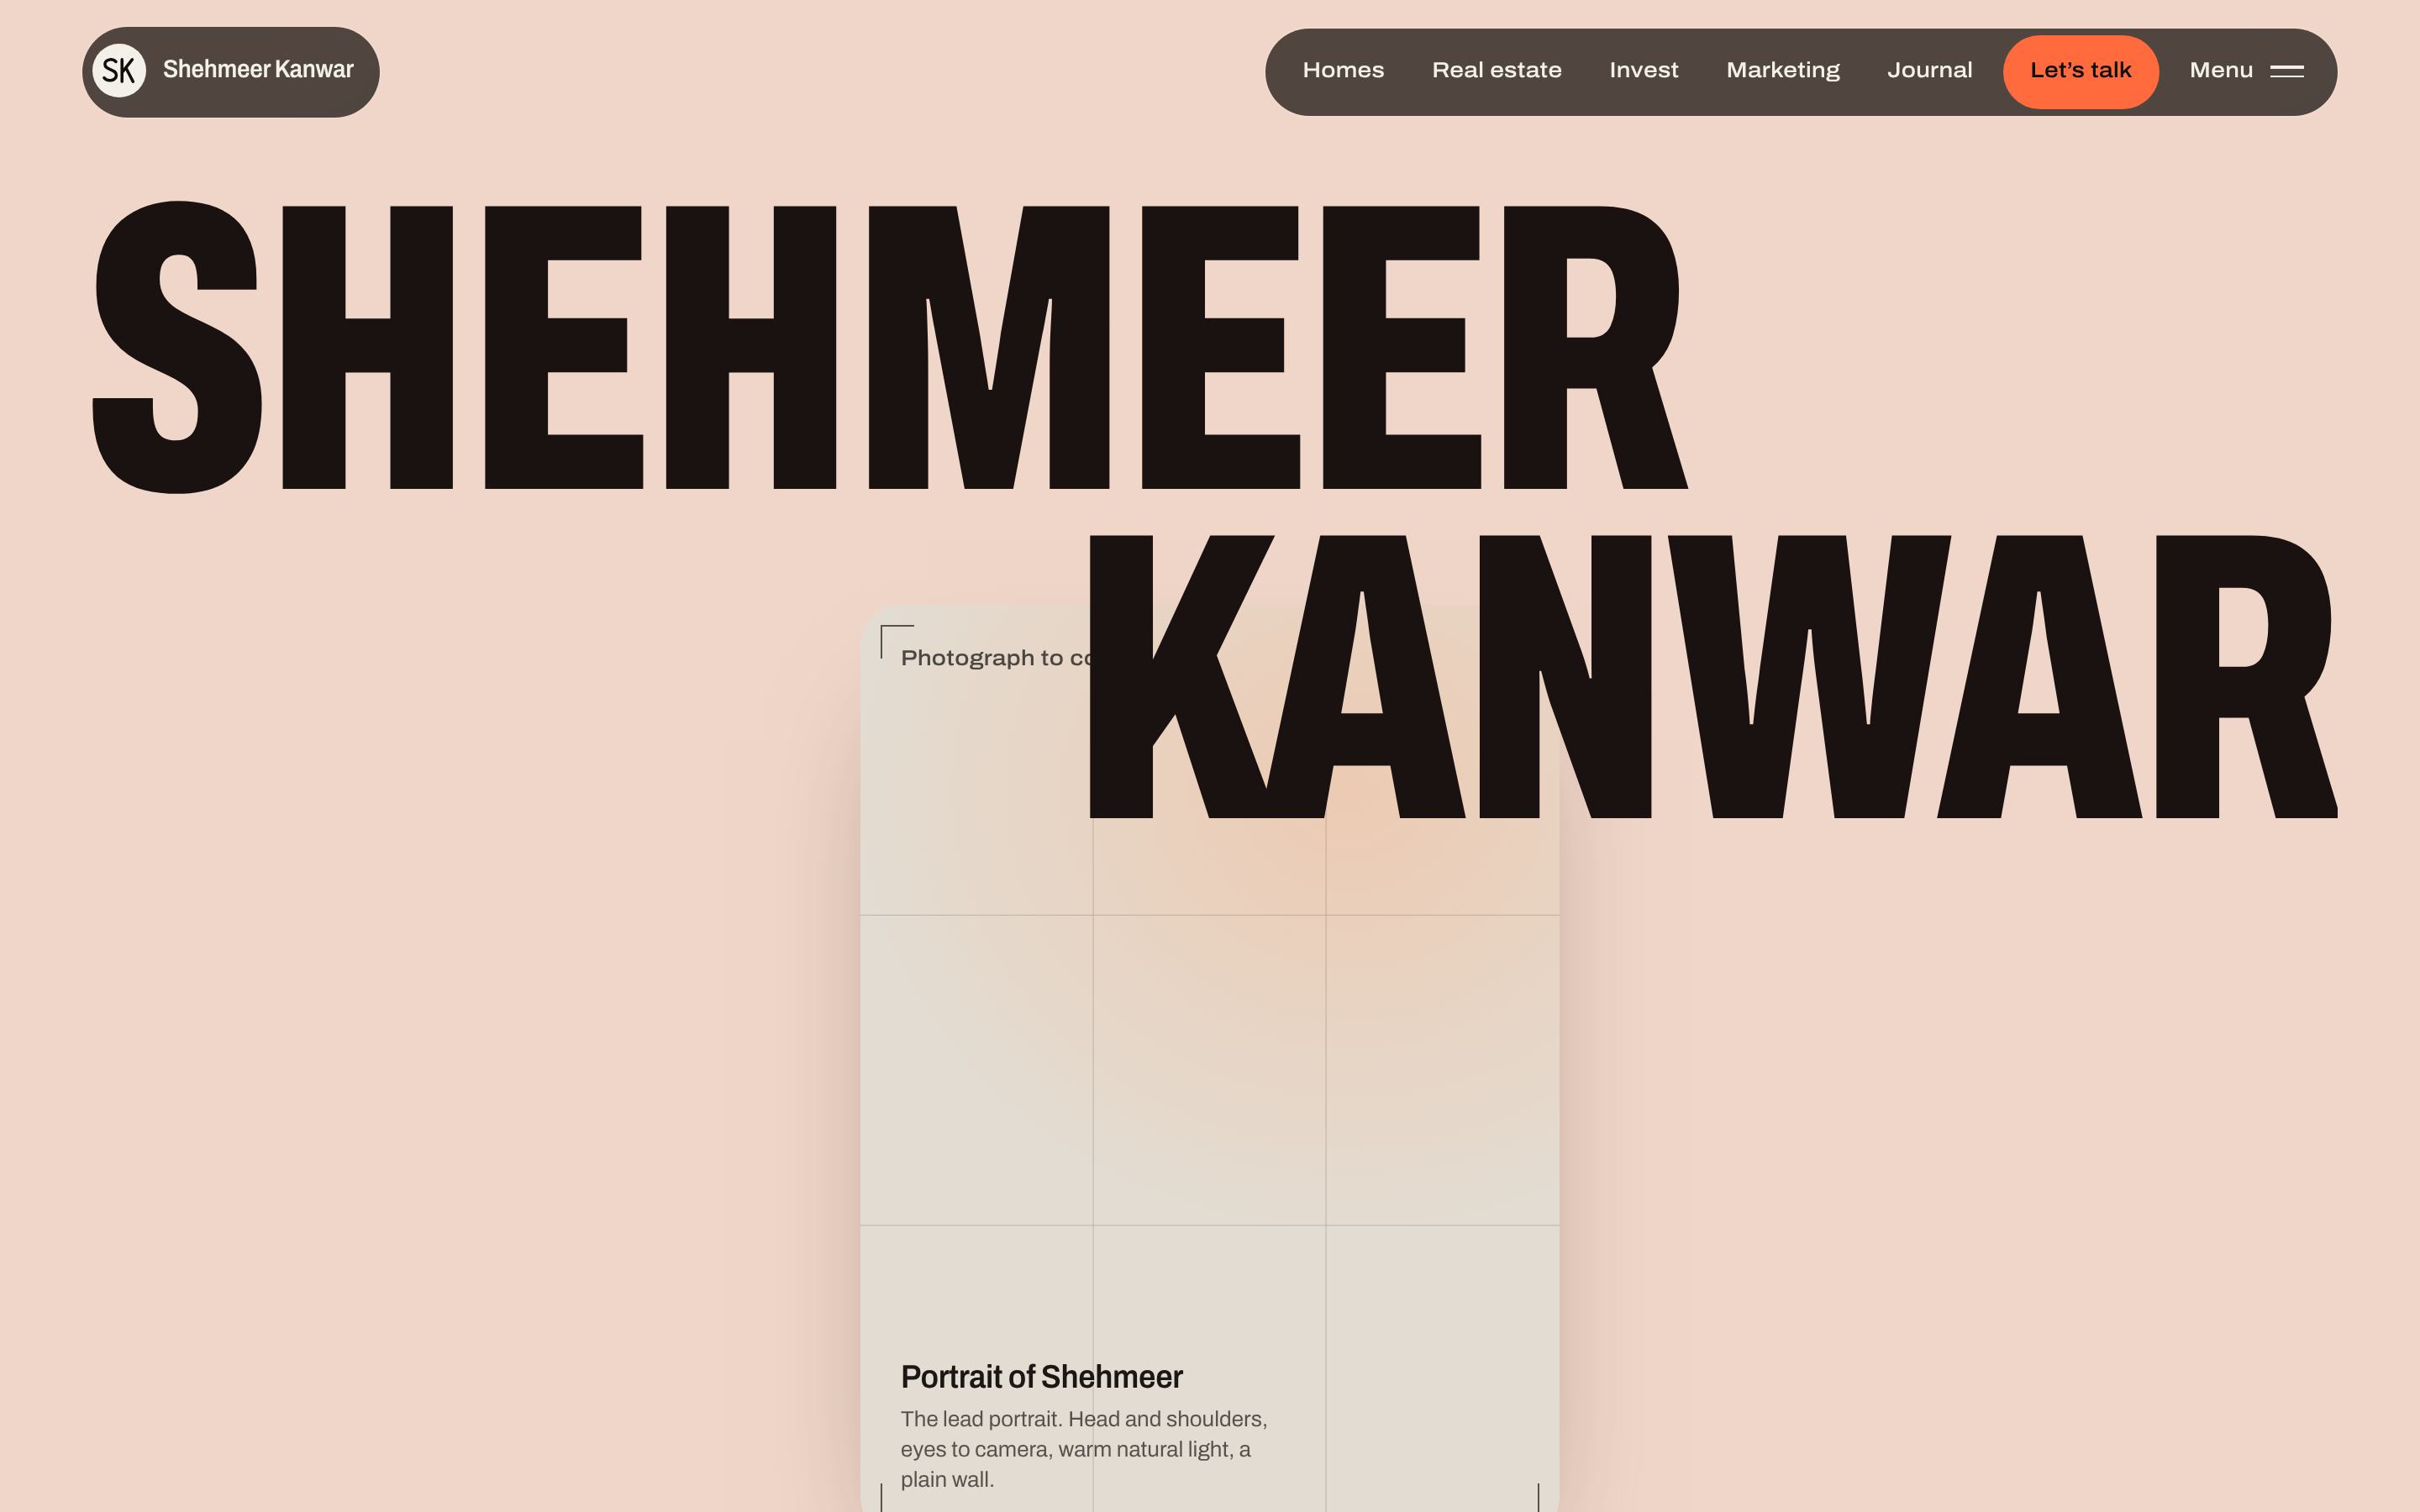 SK Shehmeer Kanwar
Homes Real estate Invest Marketing Journal Let’s talk Menu
SHEHMEER
KANWAR
Photograph to
Portrait of Shehmeer
The lead portrait. Head and shoulders,
eyes to camera, warm natural light, a
plain wall.